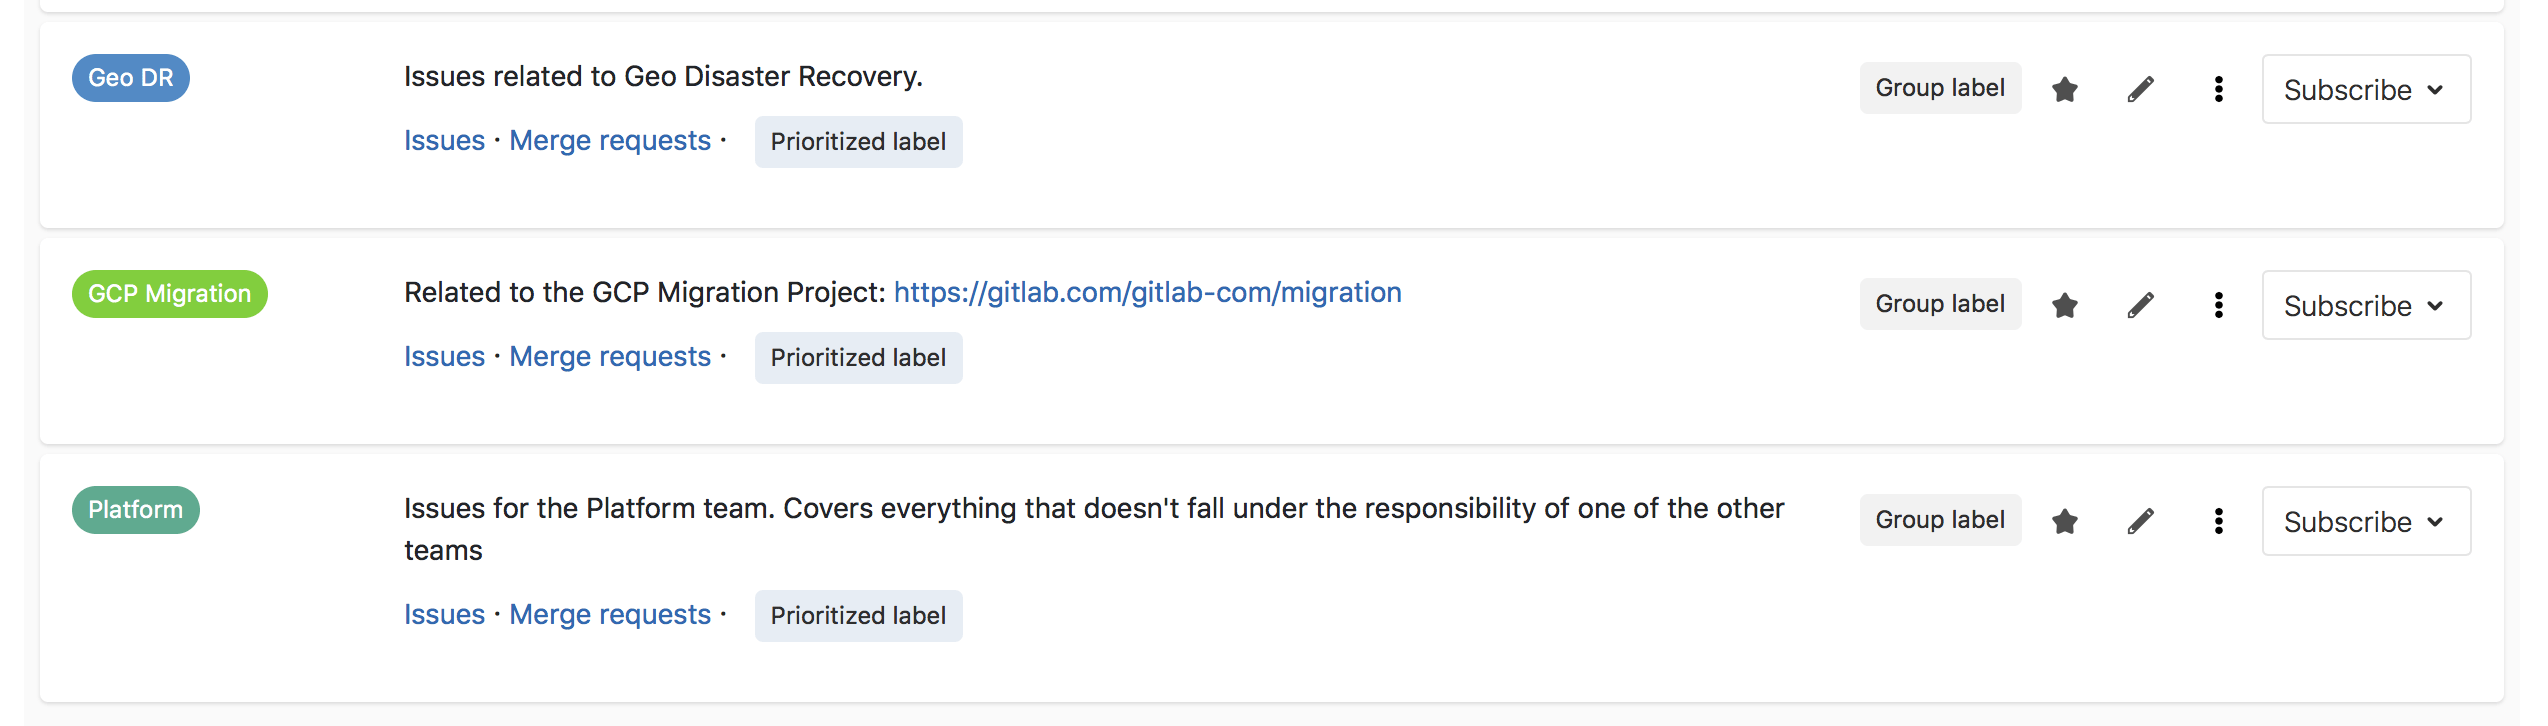 Geo DR Issues related to Geo Disaster Recovery. Group label Subscribe
Issues · Merge requests · Prioritized label
GCP Migration Related to the GCP Migration Project: https://gitlab.com/gitlab-com/migration Group label Subscribe
Issues · Merge requests · Prioritized label
Platform Issues for the Platform team. Covers everything that doesn't fall under the responsibility of one of the other Group label Subscribe
teams
Issues · Merge requests · Prioritized label